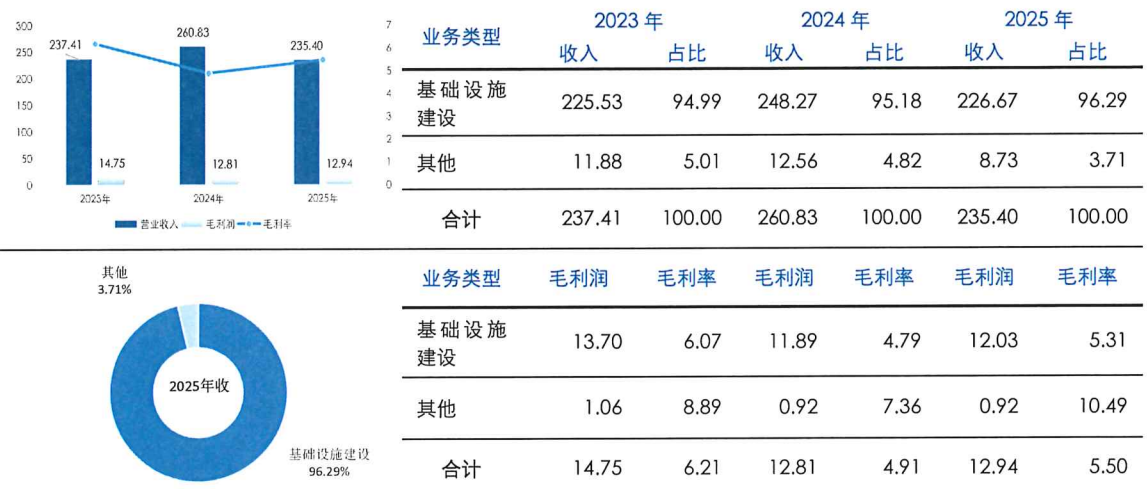 300
250
200
150
100
50
0
7
6
5
4
3
2
1
0
237.41
260.83
235.40
14.75
12.81
12.94
2023年
2024年
2025年
营业收入 毛利润 毛利率
业务类型 2023 年 2024 年 2025 年
收入 占比 收入 占比 收入 占比
基础设施
建设 225.53 94.99 248.27 95.18 226.67 96.29
其他 11.88 5.01 12.56 4.82 8.73 3.71
合计 237.41 100.00 260.83 100.00 235.40 100.00
其他
3.71%
2025年收
基础设施建设
96.29%
业务类型 毛利润 毛利率 毛利润 毛利率 毛利润 毛利率
基础设施
建设 13.70 6.07 11.89 4.79 12.03 5.31
其他 1.06 8.89 0.92 7.36 0.92 10.49
合计 14.75 6.21 12.81 4.91 12.94 5.50